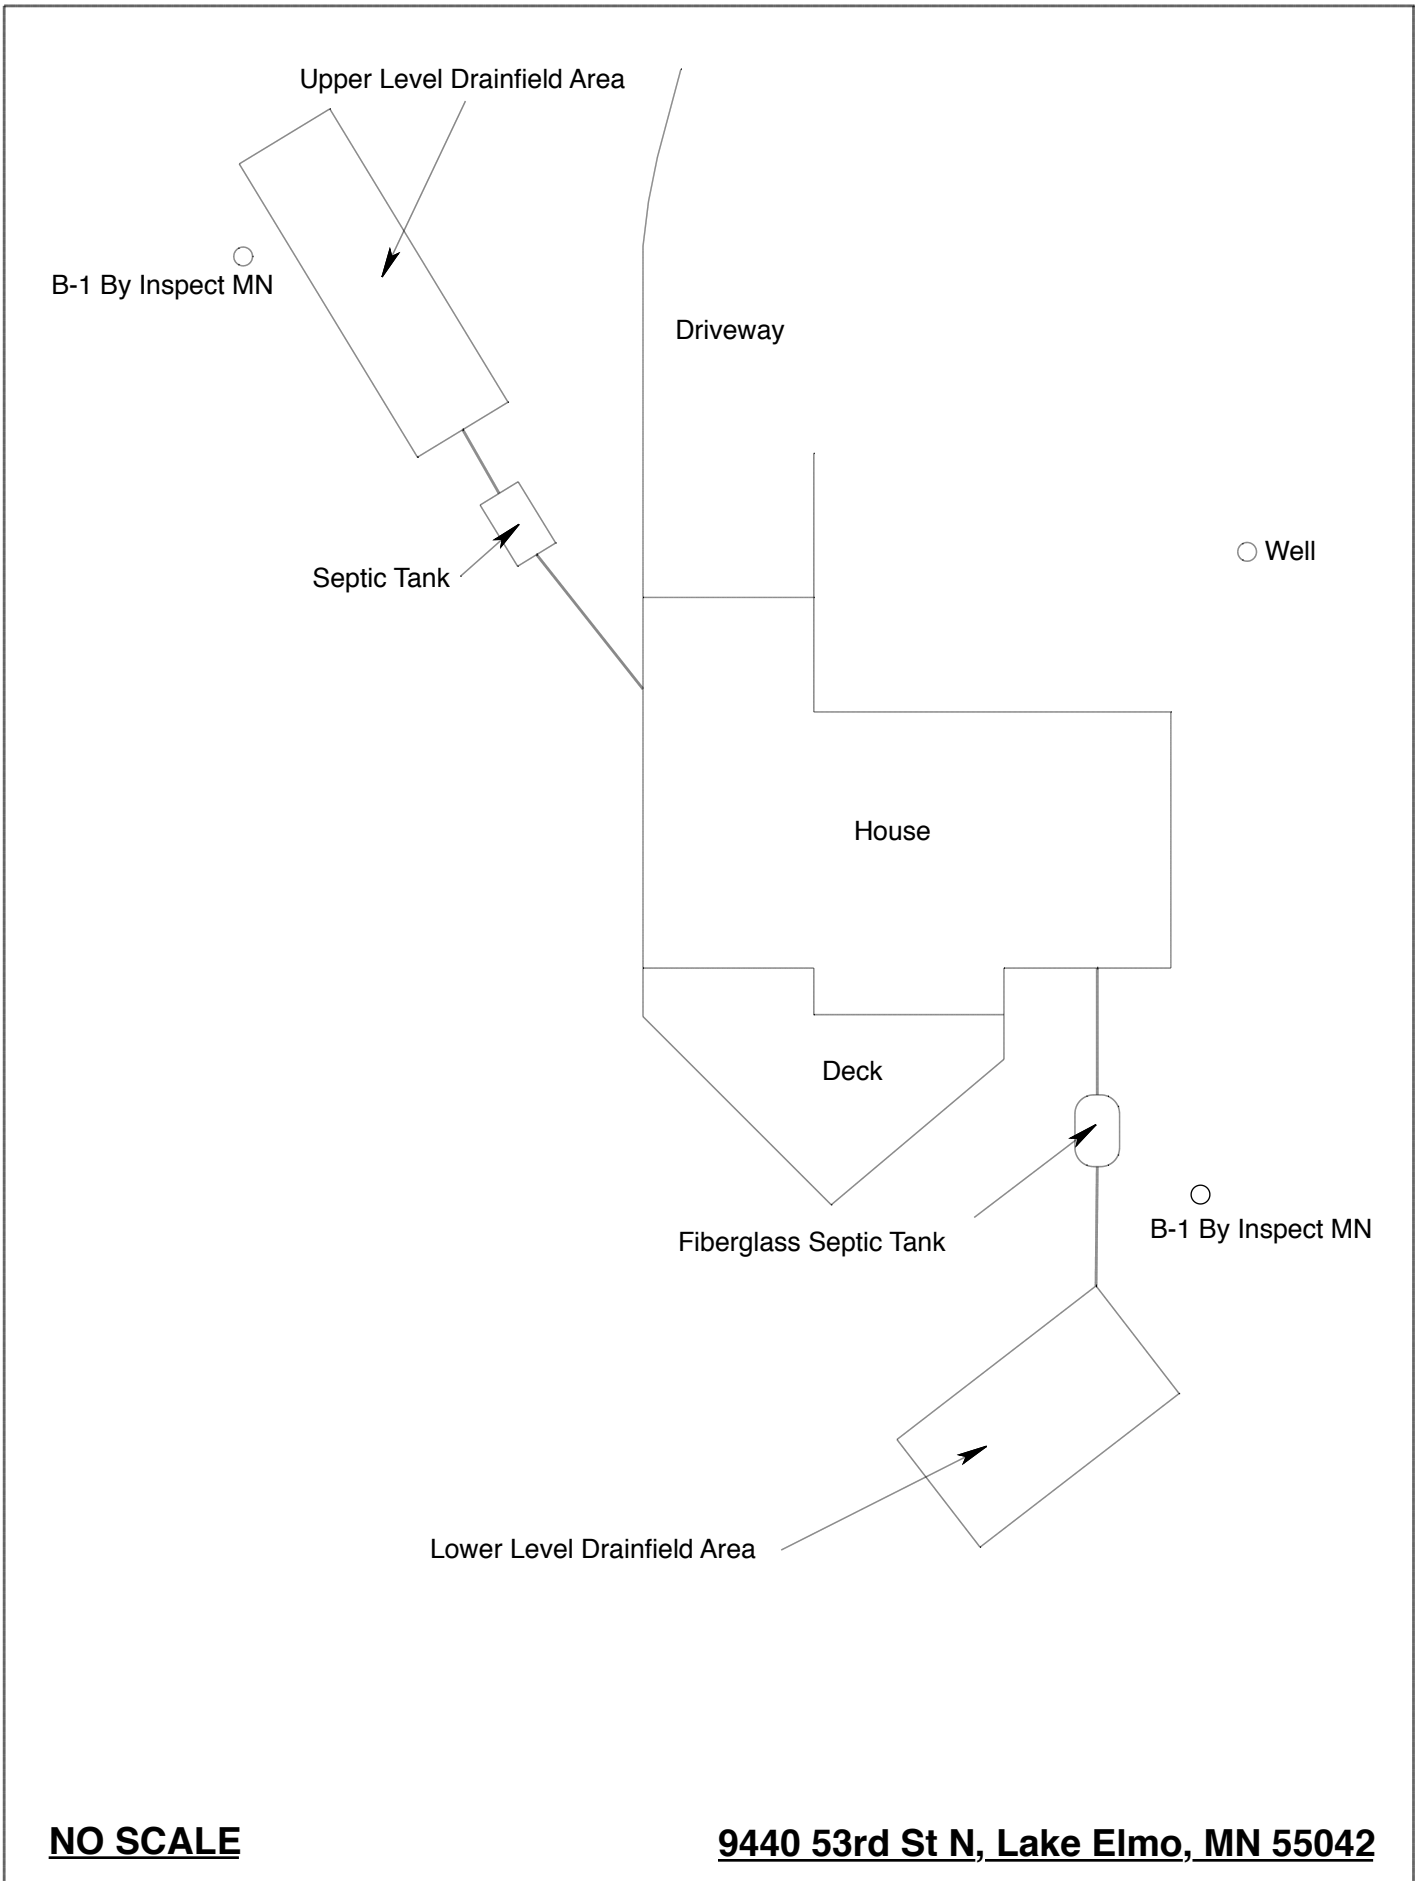 Upper Level Drainfield Area
B-1 By Inspect MN
Driveway
Well
Septic Tank
House
Deck
B-1 By Inspect MN
Fiberglass Septic Tank
Lower Level Drainfield Area
NO SCALE
9440 53rd St N, Lake Elmo, MN 55042